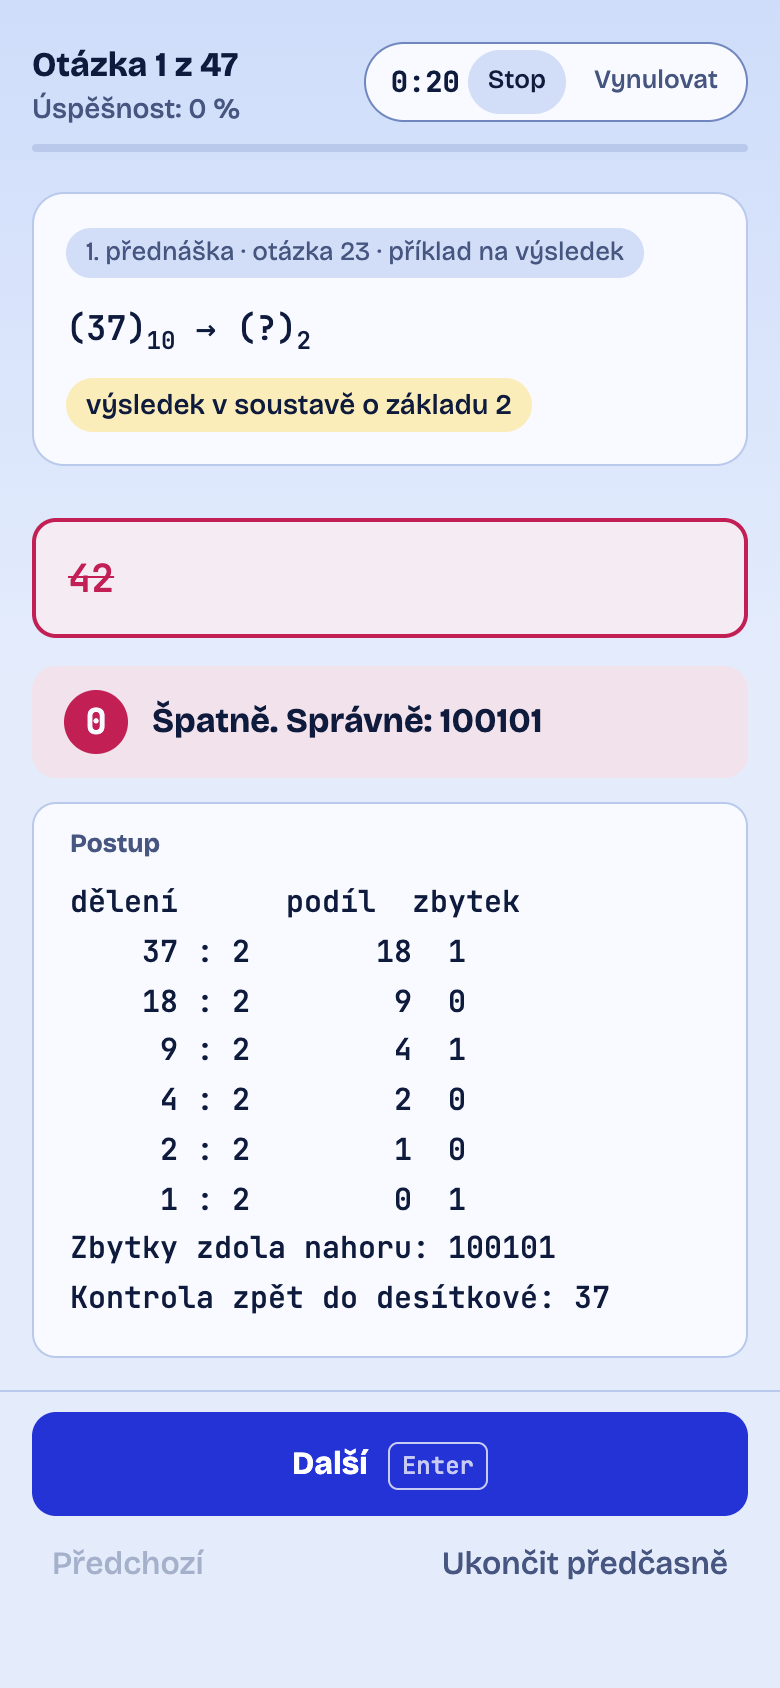 Otázka 1 z 47
Úspěšnost: 0 %
0:20 Stop Vynulovat
1. přednáška · otázka 23 · příklad na výsledek
(37)₁₀ → (?)₂
výsledek v soustavě o základu 2
42
0 Špatně. Správně: 100101
Postup
dělení podíl zbytek
37 : 2 18 1
18 : 2 9 0
9 : 2 4 1
4 : 2 2 0
2 : 2 1 0
1 : 2 0 1
Zbytky zdola nahoru: 100101
Kontrola zpět do desítkové: 37
Další Enter
Předchozí Ukončit předčasně